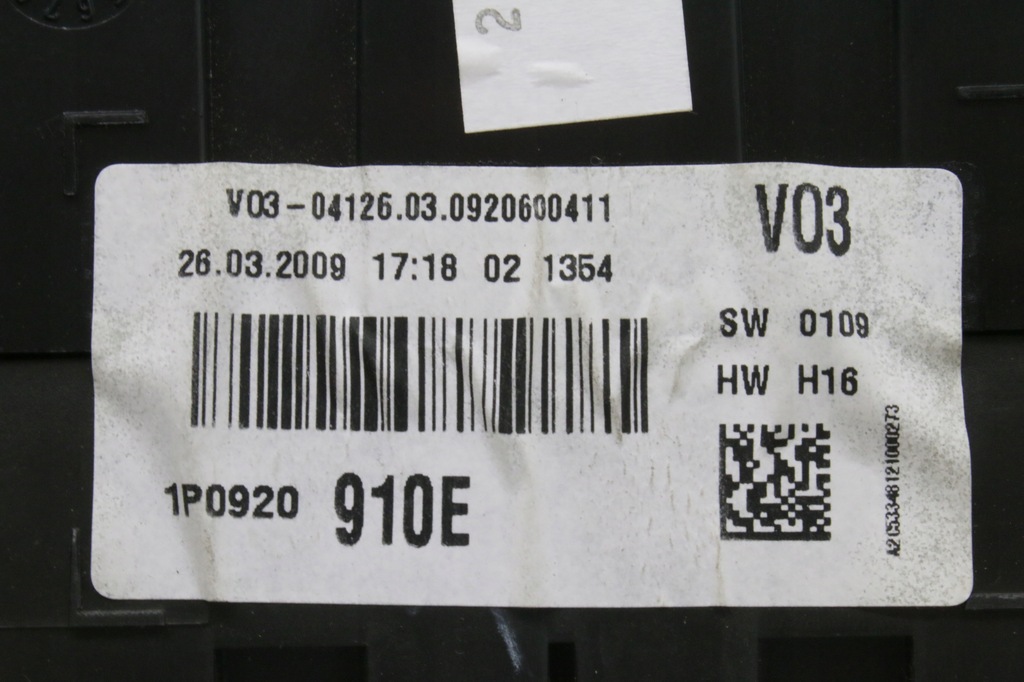 2
V03-04126.03.0920600411
V03
26.03.2009 17:18 02 1354
SW 0109
HW H16
1P0920 910E
A2C53348121000273